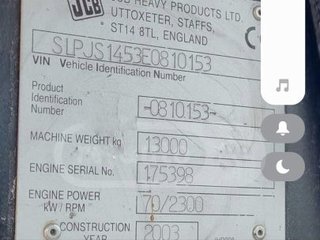 JCB
JCB HEAVY PRODUCTS LTD.
UTTOXETER, STAFFS,
ST14 8TL, ENGLAND
SLPJS1453E0810153
VIN Vehicle Identification Number
Product Identification Number
-0810153-
MACHINE WEIGHT kg 13000
ENGINE SERIAL No. 175398
ENGINE POWER kW / RPM 70/2300
CONSTRUCTION YEAR 2003